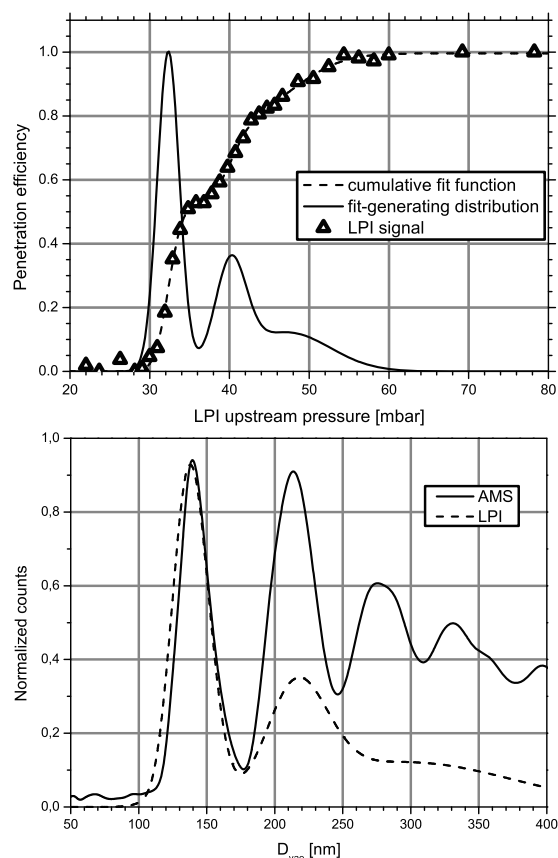 Penetration efficiency
1.0
0.8
0.6
0.4
0.2
0.0
cumulative fit function
fit-generating distribution
LPI signal
20 30 40 50 60 70 80
LPI upstream pressure [mbar]
Normalized counts
1,0
0,8
0,6
0,4
0,2
0,0
AMS
LPI
50 100 150 200 250 300 350 400
D [nm]